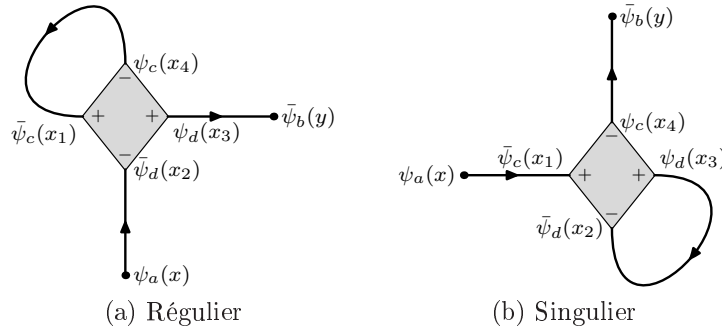 ψ_c(x_4)
−
ψ̄_c(x_1) + + ψ_d(x_3) ψ̄_b(y)
−
ψ̄_d(x_2)
ψ_a(x)
(a) Régulier
ψ̄_b(y)
ψ_c(x_4)
−
ψ_a(x) ψ̄_c(x_1) + + ψ_d(x_3)
−
ψ̄_d(x_2)
(b) Singulier